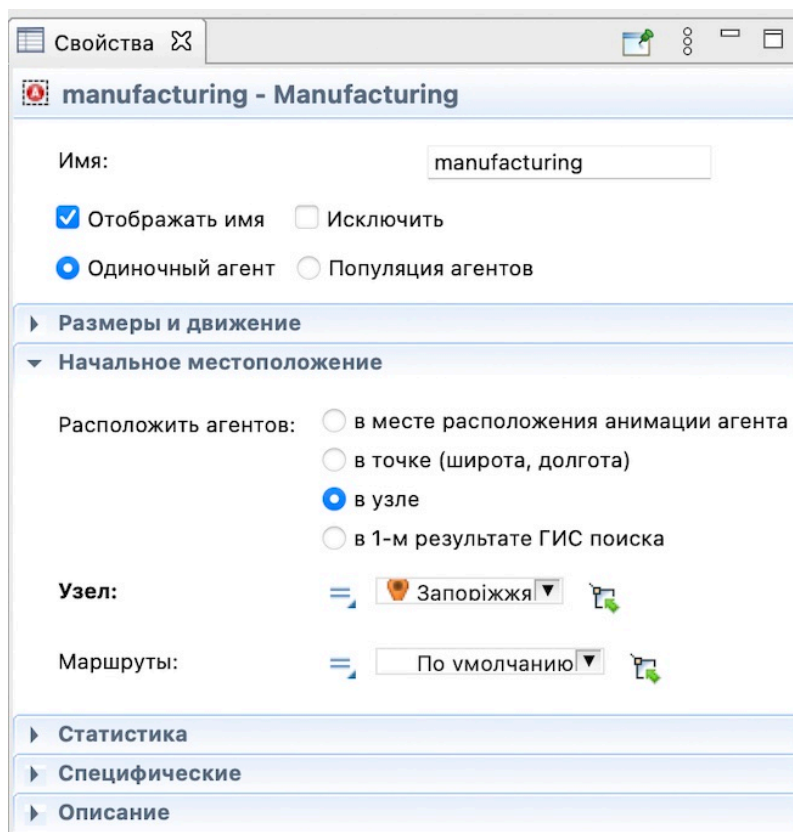 Свойства
manufacturing - Manufacturing
Имя: manufacturing
Отображать имя Исключить
Одиночный агент Популяция агентов
Размеры и движение
Начальное местоположение
Расположить агентов: в месте расположения анимации агента
в точке (широта, долгота)
в узле
в 1-м результате ГИС поиска
Узел: Запоріжжя
Маршруты: По умолчанию
Статистика
Специфические
Описание